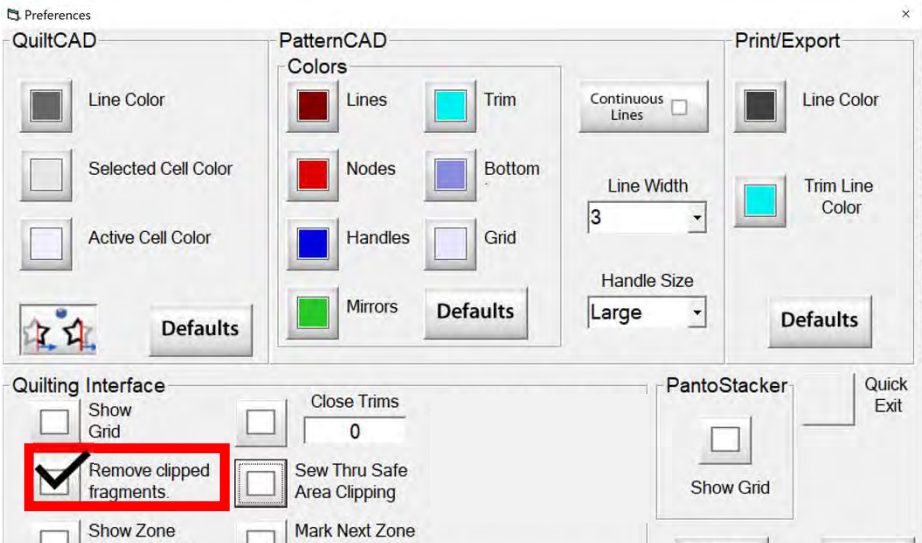 Preferences
QuiltCAD
PatternCAD
Print/Export
Colors
Line Color
Selected Cell Color
Active Cell Color
Defaults
Lines
Trim
Nodes
Bottom
Handles
Grid
Mirrors
Defaults
Continuous
Lines
Line Width
3
Handle Size
Large
Line Color
Trim Line
Color
Defaults
Quilting Interface
Show
Grid
Close Trims
0
Remove clipped
fragments.
Sew Thru Safe
Area Clipping
Show Zone
Mark Next Zone
PantoStacker
Show Grid
Quick
Exit